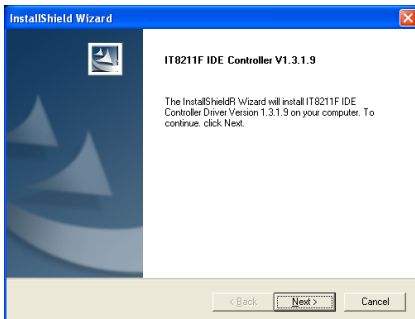 InstallShield Wizard
IT8211F IDE Controller V1.3.1.9
The InstallShieldR Wizard will install IT8211F IDE
Controller Driver Version 1.3.1.9 on your computer. To
continue. click Next.
< Back Next > Cancel